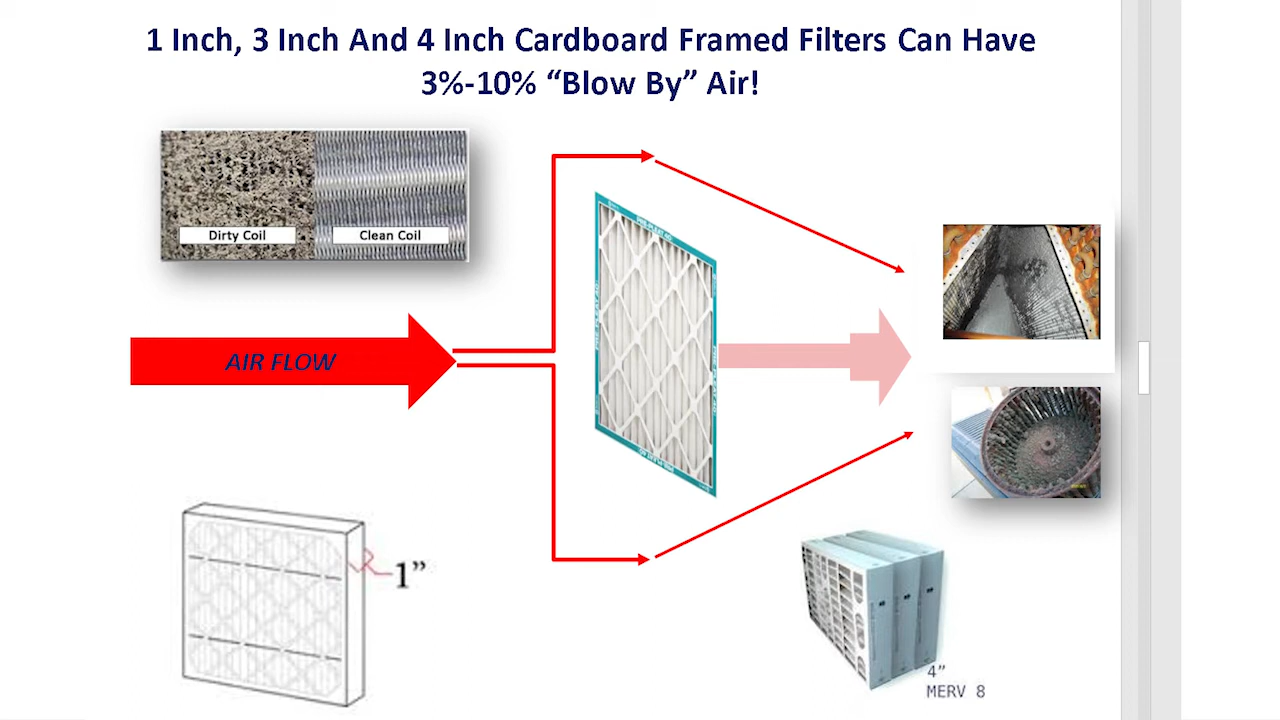 1 Inch, 3 Inch And 4 Inch Cardboard Framed Filters Can Have
3%-10% “Blow By” Air!
Dirty Coil
Clean Coil
AIR FLOW
1”
4”
MERV 8